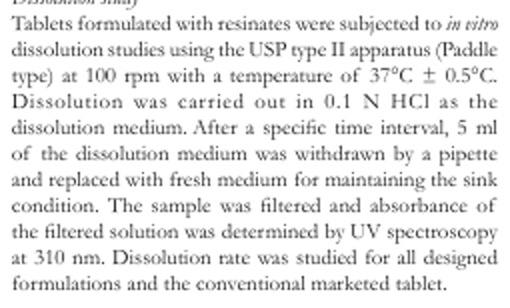 Dissolution study
Tablets formulated with resinates were subjected to in vitro
dissolution studies using the USP type II apparatus (Paddle
type) at 100 rpm with a temperature of 37°C ± 0.5°C.
Dissolution was carried out in 0.1 N HCl as the
dissolution medium. After a specific time interval, 5 ml
of the dissolution medium was withdrawn by a pipette
and replaced with fresh medium for maintaining the sink
condition. The sample was filtered and absorbance of
the filtered solution was determined by UV spectroscopy
at 310 nm. Dissolution rate was studied for all designed
formulations and the conventional marketed tablet.